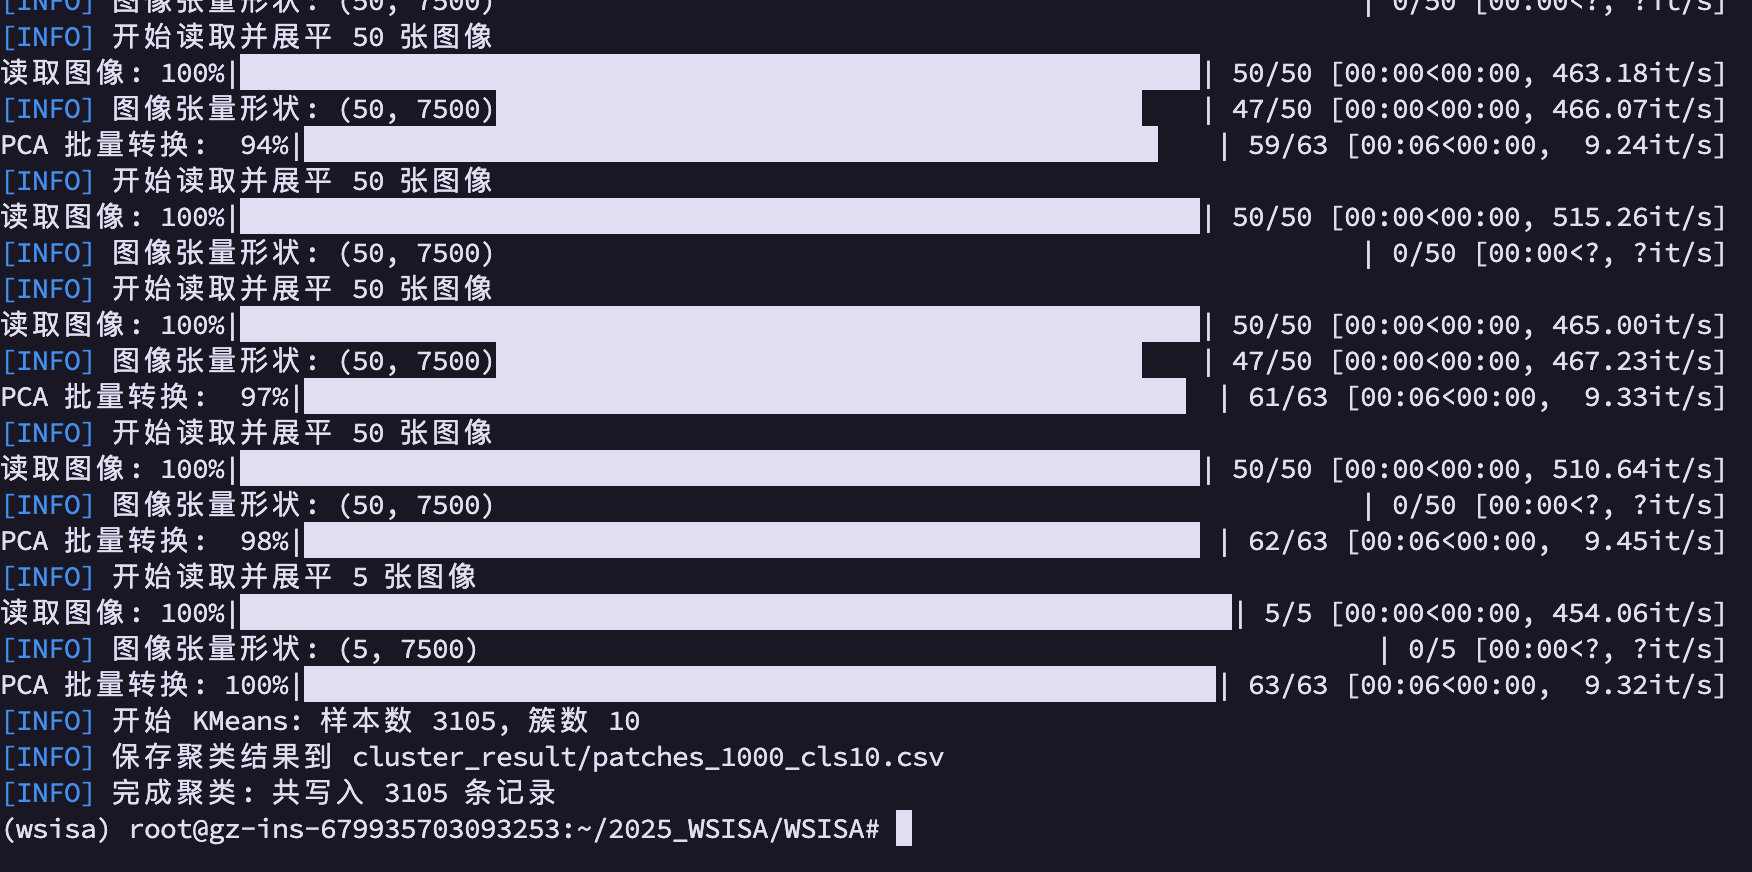 [INFO] 图像张量形状: (50, 7500) | 0/50 [00:00<?, ?it/s]
[INFO] 开始读取并展平 50 张图像
读取图像: 100%| | 50/50 [00:00<00:00, 463.18it/s]
[INFO] 图像张量形状: (50, 7500) | 47/50 [00:00<00:00, 466.07it/s]
PCA 批量转换: 94%| | 59/63 [00:06<00:00, 9.24it/s]
[INFO] 开始读取并展平 50 张图像
读取图像: 100%| | 50/50 [00:00<00:00, 515.26it/s]
[INFO] 图像张量形状: (50, 7500) | 0/50 [00:00<?, ?it/s]
[INFO] 开始读取并展平 50 张图像
读取图像: 100%| | 50/50 [00:00<00:00, 465.00it/s]
[INFO] 图像张量形状: (50, 7500) | 47/50 [00:00<00:00, 467.23it/s]
PCA 批量转换: 97%| | 61/63 [00:06<00:00, 9.33it/s]
[INFO] 开始读取并展平 50 张图像
读取图像: 100%| | 50/50 [00:00<00:00, 510.64it/s]
[INFO] 图像张量形状: (50, 7500) | 0/50 [00:00<?, ?it/s]
PCA 批量转换: 98%| | 62/63 [00:06<00:00, 9.45it/s]
[INFO] 开始读取并展平 5 张图像
读取图像: 100%| | 5/5 [00:00<00:00, 454.06it/s]
[INFO] 图像张量形状: (5, 7500) | 0/5 [00:00<?, ?it/s]
PCA 批量转换: 100%| | 63/63 [00:06<00:00, 9.32it/s]
[INFO] 开始 KMeans: 样本数 3105, 簇数 10
[INFO] 保存聚类结果到 cluster_result/patches_1000_cls10.csv
[INFO] 完成聚类: 共写入 3105 条记录
(wsisa) root@gz-ins-679935703093253:~/2025_WSISA/WSISA#